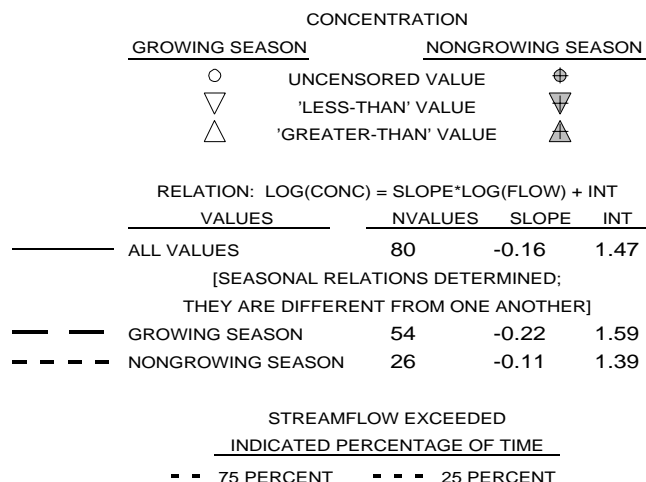 CONCENTRATION
GROWING SEASON NONGROWING SEASON
UNCENSORED VALUE
'LESS-THAN' VALUE
'GREATER-THAN' VALUE
RELATION: LOG(CONC) = SLOPE*LOG(FLOW) + INT
VALUES NVALUES SLOPE INT
ALL VALUES 80 -0.16 1.47
[SEASONAL RELATIONS DETERMINED;
THEY ARE DIFFERENT FROM ONE ANOTHER]
GROWING SEASON 54 -0.22 1.59
NONGROWING SEASON 26 -0.11 1.39
STREAMFLOW EXCEEDED
INDICATED PERCENTAGE OF TIME
75 PERCENT 25 PERCENT